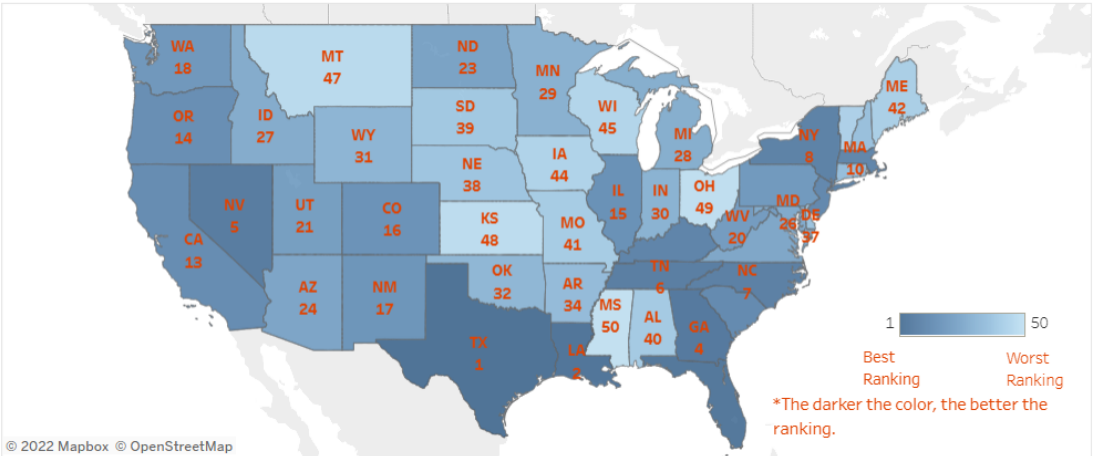 WA
18
MT
47
ND
23
MN
29
OR
14
ID
27
WY
31
SD
39
WI
45
MI
28
ME
42
NY
8
MA
10
NV
5
UT
21
CO
16
NE
38
IA
44
IL
15
IN
30
OH
49
MD
26
DE
37
WV
20
CA
13
KS
48
MO
41
AZ
24
NM
17
OK
32
AR
34
TN
6
NC
7
MS
50
AL
40
GA
4
TX
1
LA
2
1
50
Best
Ranking
Worst
Ranking
*The darker the color, the better the
ranking.
© 2022 Mapbox © OpenStreetMap